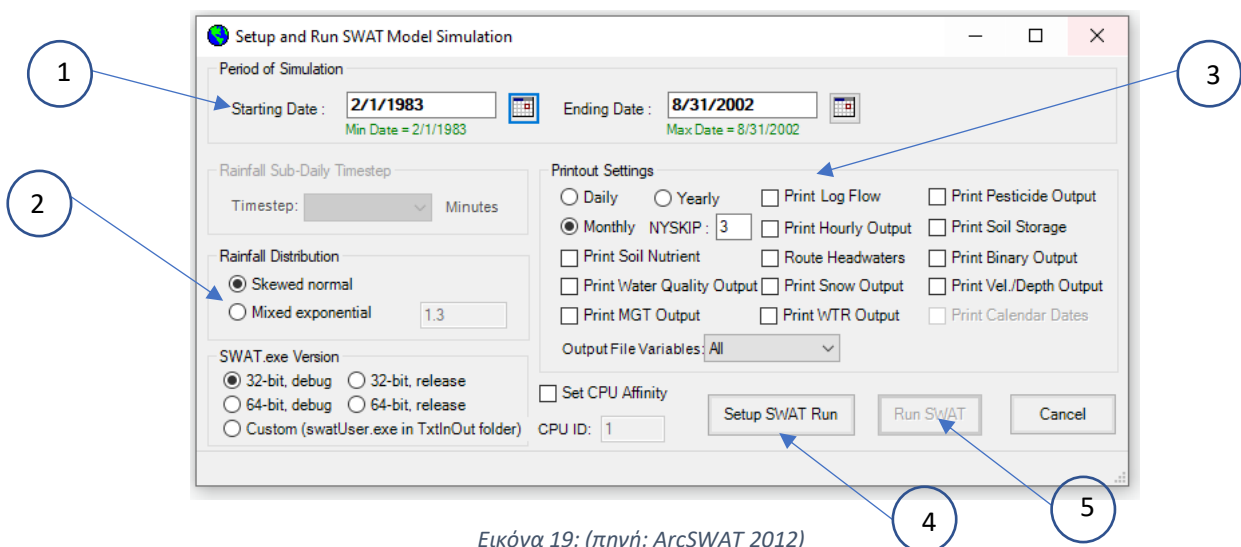 Setup and Run SWAT Model Simulation
1
3
Period of Simulation
Starting Date : 2/1/1983 Ending Date : 8/31/2002
Min Date = 2/1/1983 Max Date = 8/31/2002
2
Rainfall Sub-Daily Timestep
Timestep: Minutes
Rainfall Distribution
Skewed normal
Mixed exponential 1.3
SWAT.exe Version
32-bit, debug 32-bit, release
64-bit, debug 64-bit, release
Custom (swatUser.exe in TxtInOut folder)
Printout Settings
Daily Yearly Print Log Flow Print Pesticide Output
Monthly NYSKIP : 3 Print Hourly Output Print Soil Storage
Print Soil Nutrient Route Headwaters Print Binary Output
Print Water Quality Output Print Snow Output Print Vel./Depth Output
Print MGT Output Print WTR Output Print Calendar Dates
Output File Variables: All
Set CPU Affinity
CPU ID: 1
Setup SWAT Run Run SWAT Cancel
4
5
Εικόνα 19: (πηγή: ArcSWAT 2012)